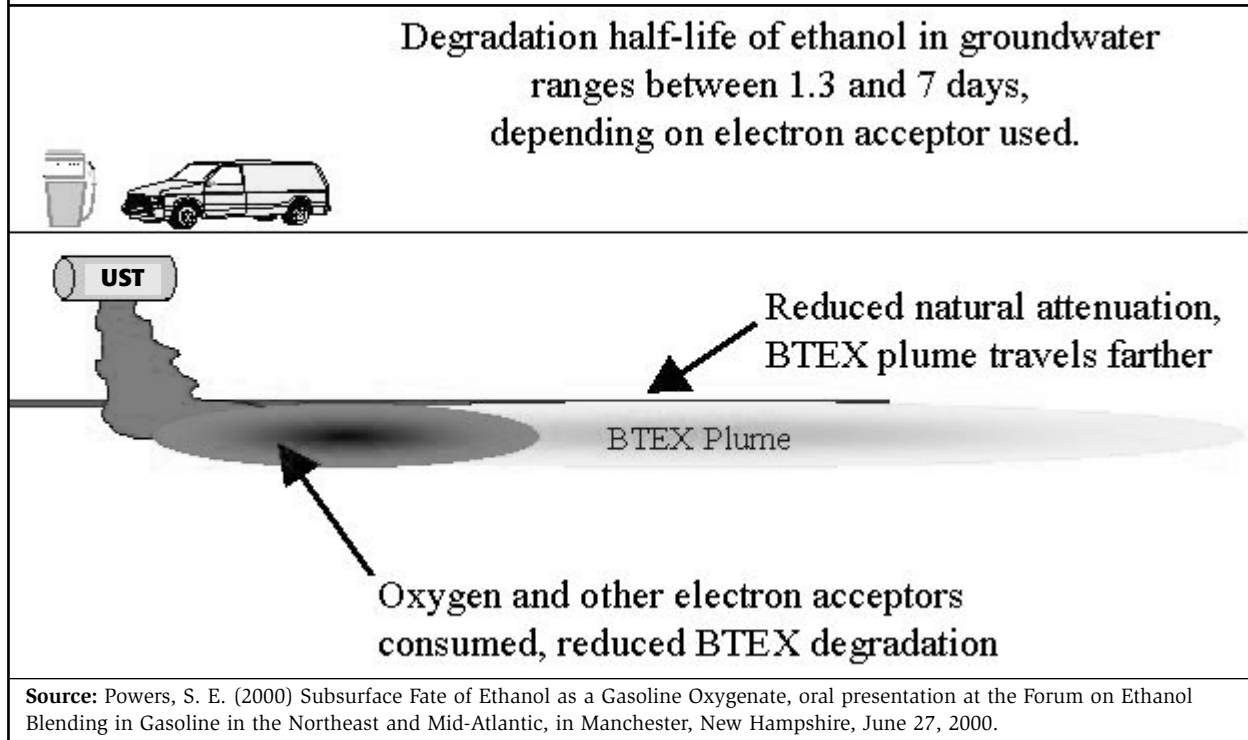 Degradation half-life of ethanol in groundwater
ranges between 1.3 and 7 days,
depending on electron acceptor used.
UST
Reduced natural attenuation,
BTEX plume travels farther
BTEX Plume
Oxygen and other electron acceptors
consumed, reduced BTEX degradation
Source: Powers, S. E. (2000) Subsurface Fate of Ethanol as a Gasoline Oxygenate, oral presentation at the Forum on Ethanol
Blending in Gasoline in the Northeast and Mid-Atlantic, in Manchester, New Hampshire, June 27, 2000.